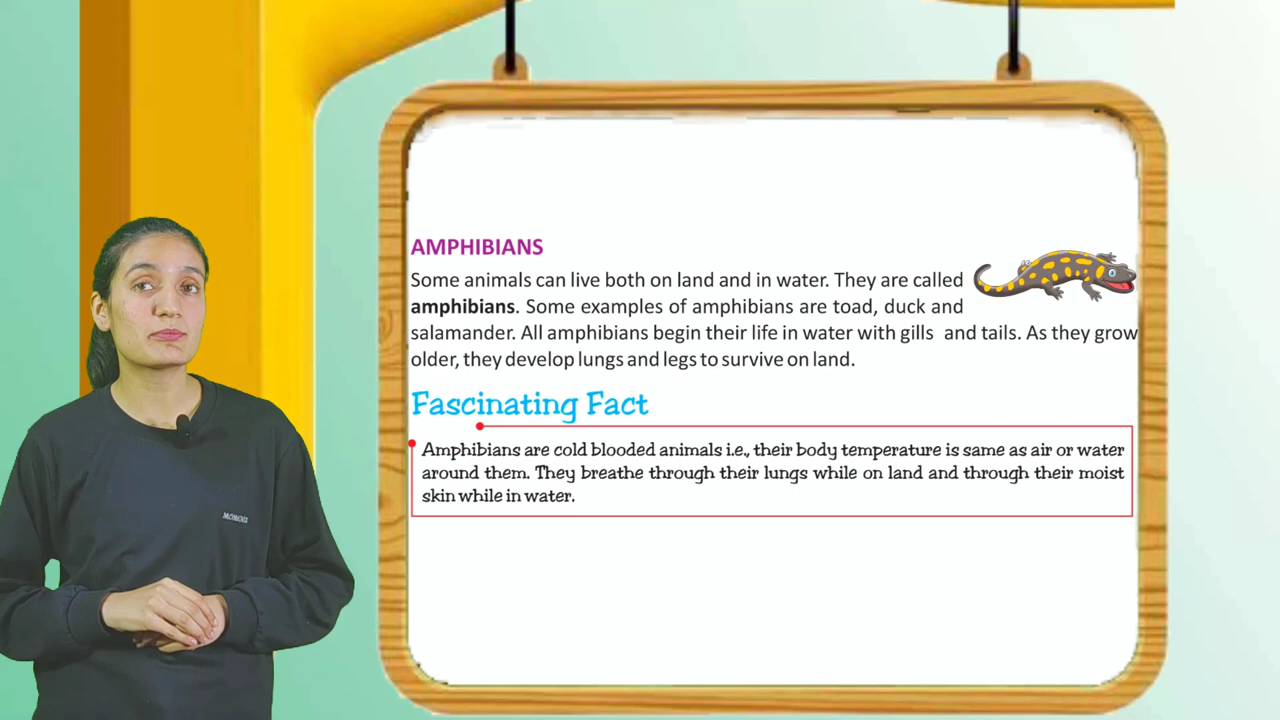 AMPHIBIANS
Some animals can live both on land and in water. They are called
amphibians. Some examples of amphibians are toad, duck and
salamander. All amphibians begin their life in water with gills and tails. As they grow
older, they develop lungs and legs to survive on land.
Fascinating Fact
Amphibians are cold blooded animals i.e., their body temperature is same as air or water
around them. They breathe through their lungs while on land and through their moist
skin while in water.